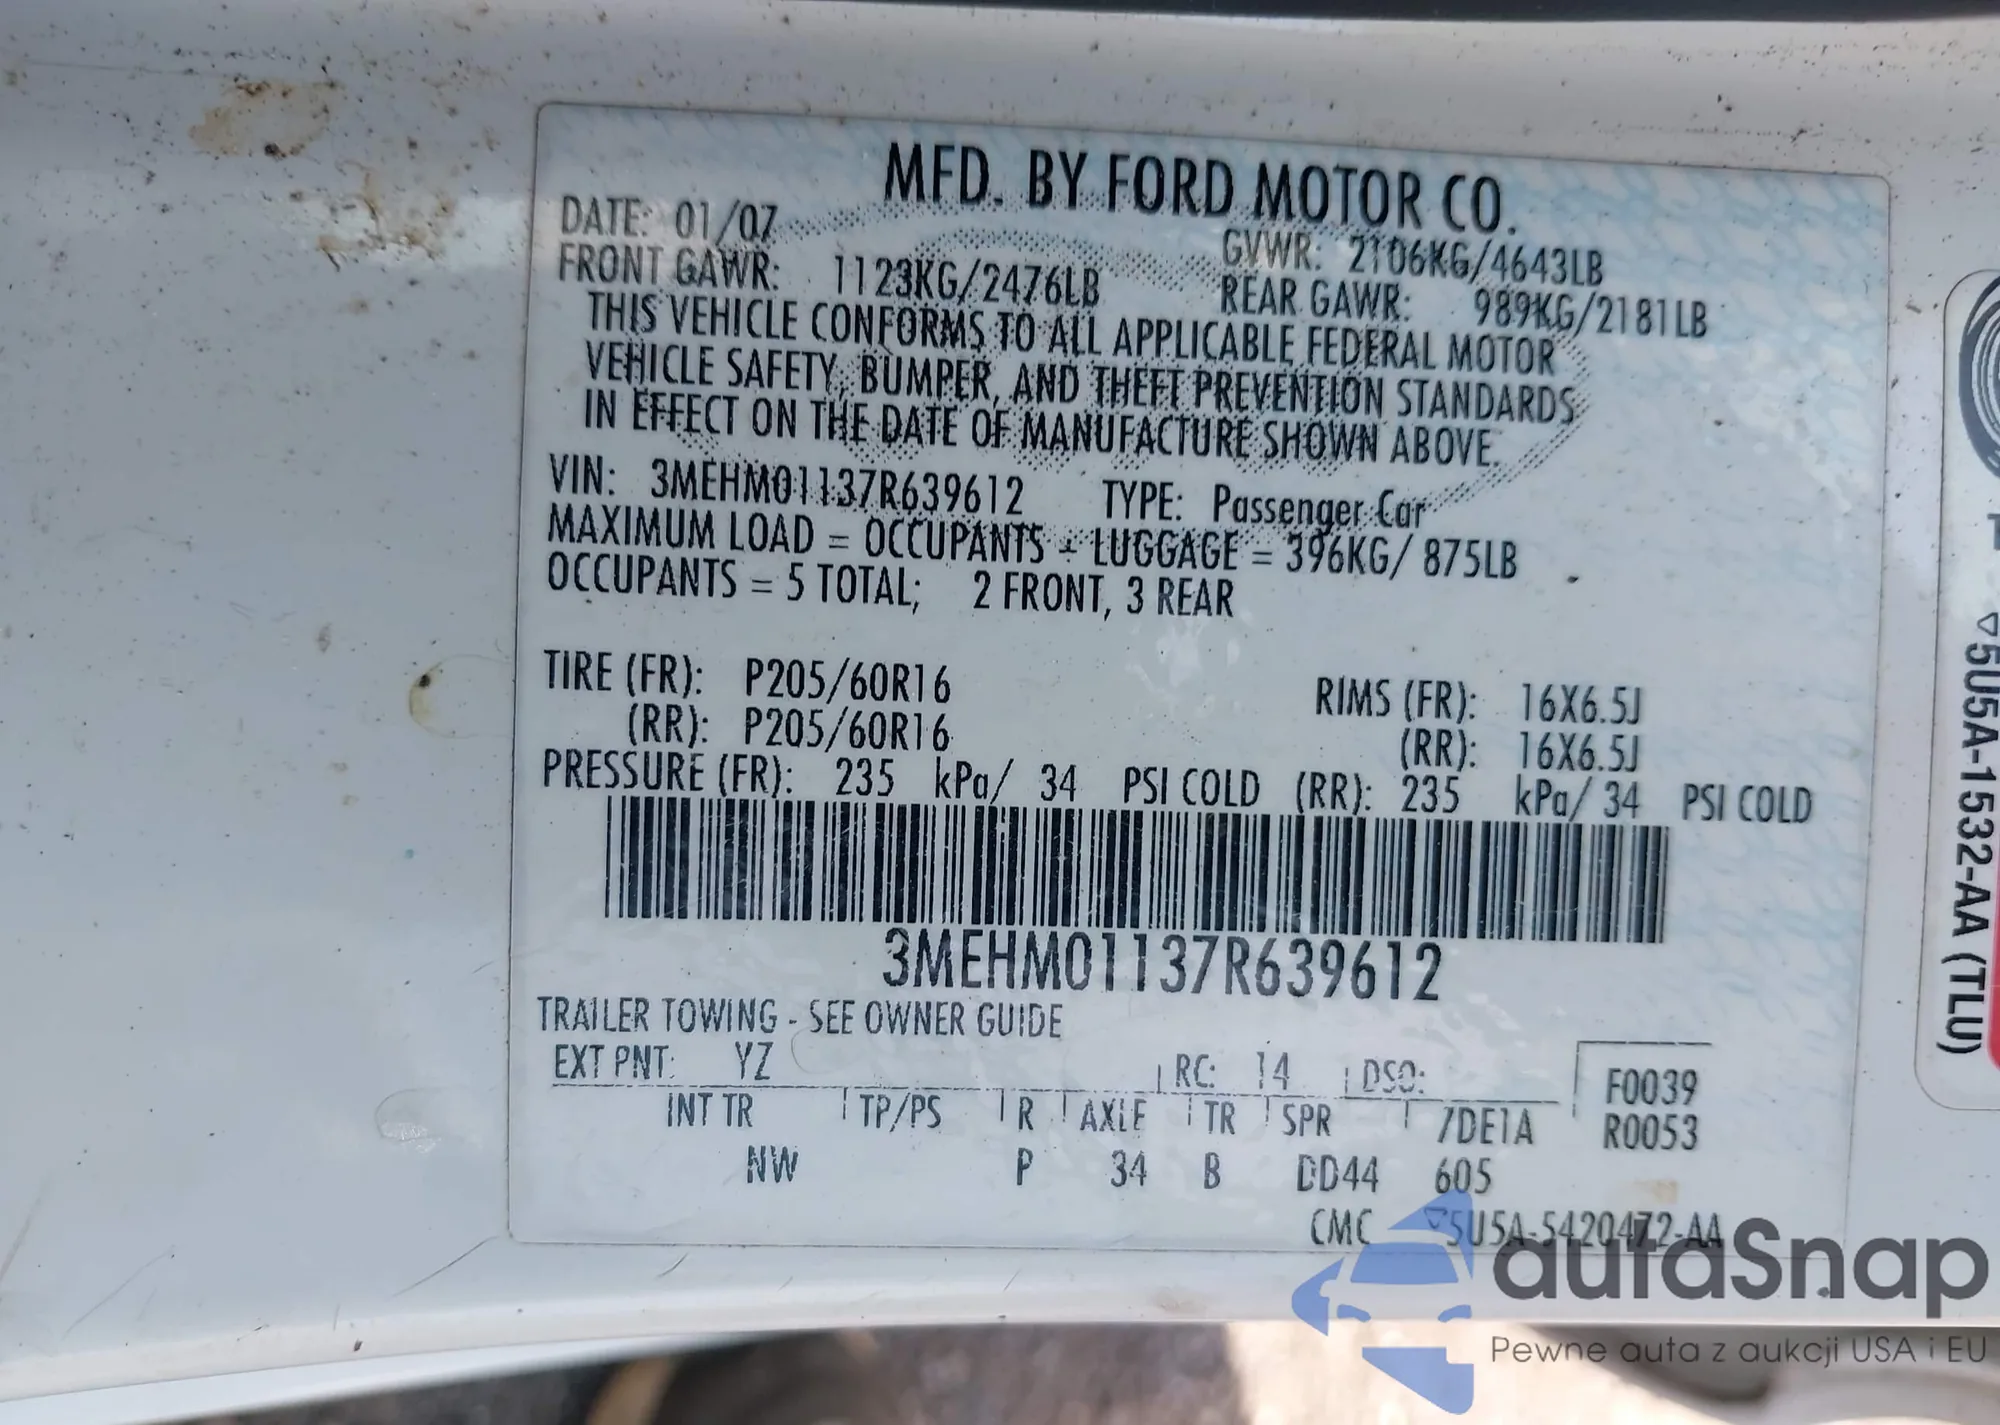 MFD. BY FORD MOTOR CO.
DATE: 01/07 GVWR: 2106KG/4643LB
FRONT GAWR: 1123KG/2476LB REAR GAWR: 989KG/2181LB
THIS VEHICLE CONFORMS TO ALL APPLICABLE FEDERAL MOTOR
VEHICLE SAFETY, BUMPER, AND THEFT PREVENTION STANDARDS
IN EFFECT ON THE DATE OF MANUFACTURE SHOWN ABOVE.
VIN: 3MEHM01137R639612 TYPE: Passenger Car
MAXIMUM LOAD = OCCUPANTS + LUGGAGE = 396KG/ 875LB
OCCUPANTS = 5 TOTAL; 2 FRONT, 3 REAR
TIRE (FR): P205/60R16 RIMS (FR): 16X6.5J
(RR): P205/60R16 (RR): 16X6.5J
PRESSURE (FR): 235 kPa/ 34 PSI COLD (RR): 235 kPa/ 34 PSI COLD
3MEHM01137R639612
TRAILER TOWING - SEE OWNER GUIDE
EXT PNT: YZ RC: 14 DSO: F0039
INT TR TP/PS R AXLE TR SPR 7DE1A R0053
NW P 34 B DD44 605
CMC 5U5A-5420472-AA
5U5A-1532-AA (TLU)
autaSnap
Pewne auta z aukcji USA i EU